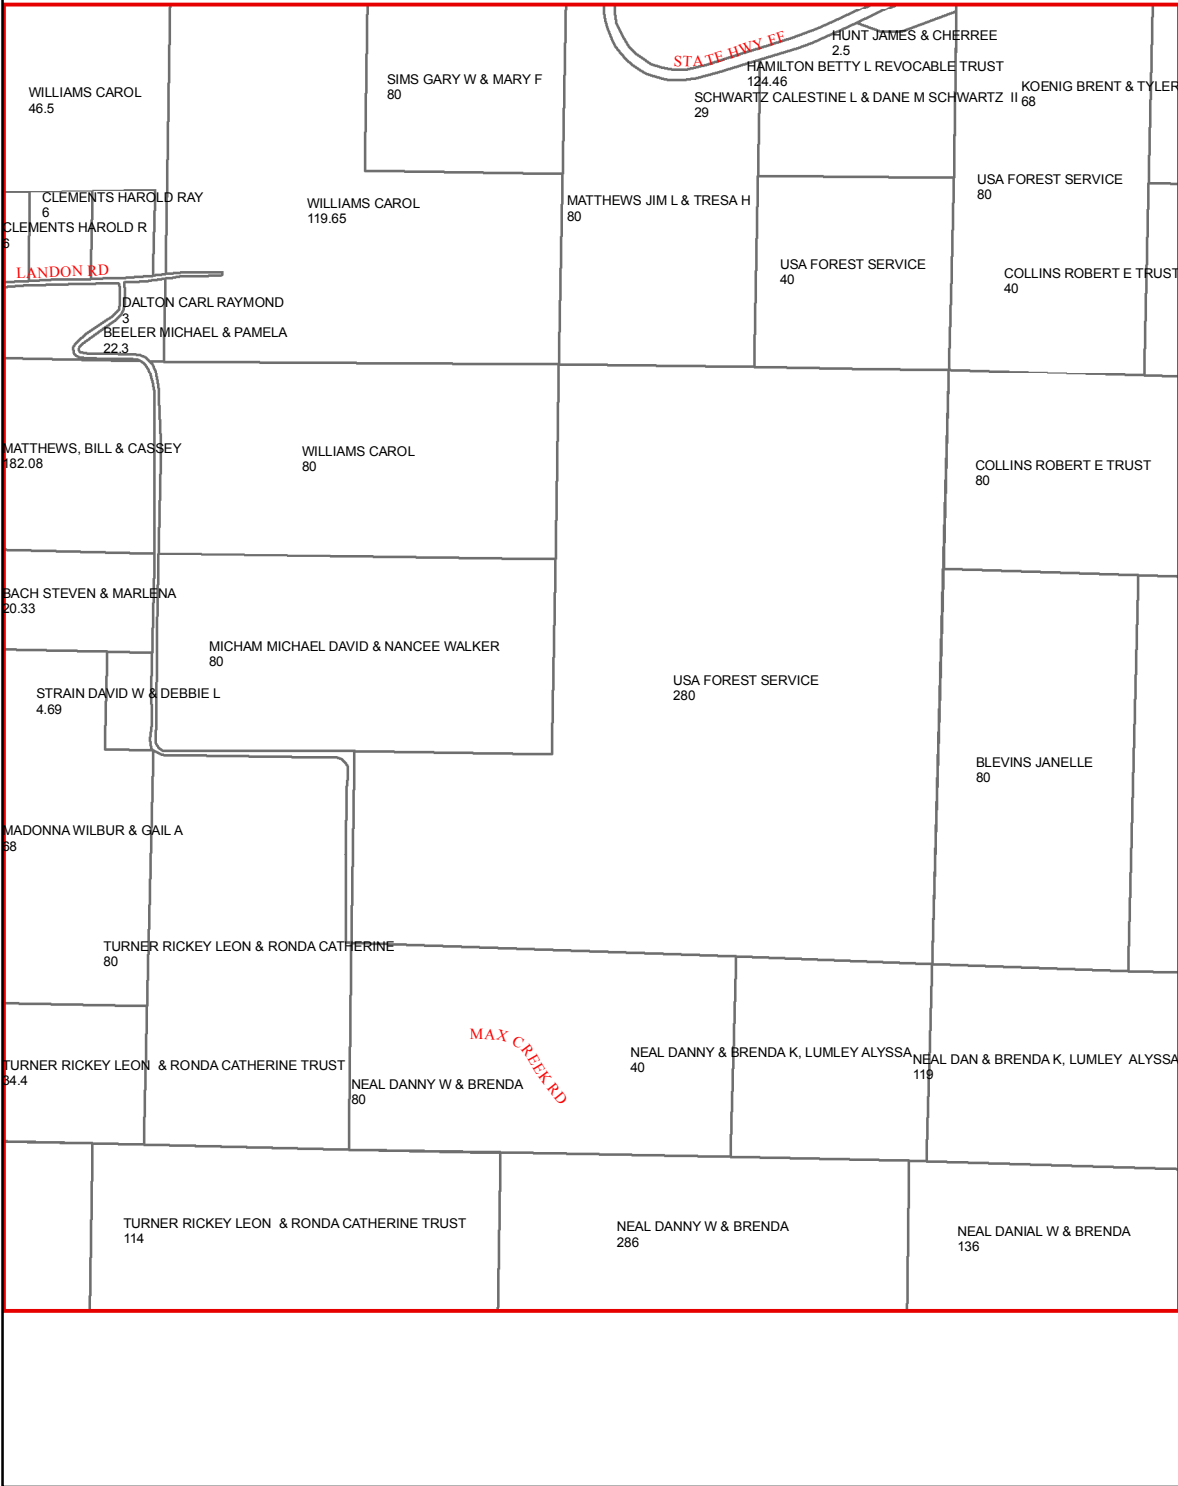 STATE HWY FF
HUNT JAMES & CHERREE
2.5
HAMILTON BETTY L REVOCABLE TRUST
124.46
SCHWARTZ CALESTINE L & DANE M SCHWARTZ II
29
KOENIG BRENT & TYLER
68
SIMS GARY W & MARY F
80
WILLIAMS CAROL
46.5
USA FOREST SERVICE
80
CLEMENTS HAROLD RAY
6
CLEMENTS HAROLD R
6
WILLIAMS CAROL
119.65
MATTHEWS JIM L & TRESA H
80
USA FOREST SERVICE
40
COLLINS ROBERT E TRUST
40
LANDON RD
DALTON CARL RAYMOND
3
BEELER MICHAEL & PAMELA
22.3
MATTHEWS, BILL & CASSEY
182.08
WILLIAMS CAROL
80
COLLINS ROBERT E TRUST
80
BACH STEVEN & MARLENA
20.33
MICHAM MICHAEL DAVID & NANCEE WALKER
80
USA FOREST SERVICE
280
STRAIN DAVID W & DEBBIE L
4.69
BLEVINS JANELLE
80
MADONNA WILBUR & GAIL A
68
TURNER RICKEY LEON & RONDA CATHERINE
80
MAX CREEK RD
TURNER RICKEY LEON & RONDA CATHERINE TRUST
34.4
NEAL DANNY W & BRENDA
80
NEAL DANNY & BRENDA K, LUMLEY ALYSSA
40
NEAL DAN & BRENDA K, LUMLEY ALYSSA
119
TURNER RICKEY LEON & RONDA CATHERINE TRUST
114
NEAL DANNY W & BRENDA
286
NEAL DANIAL W & BRENDA
136